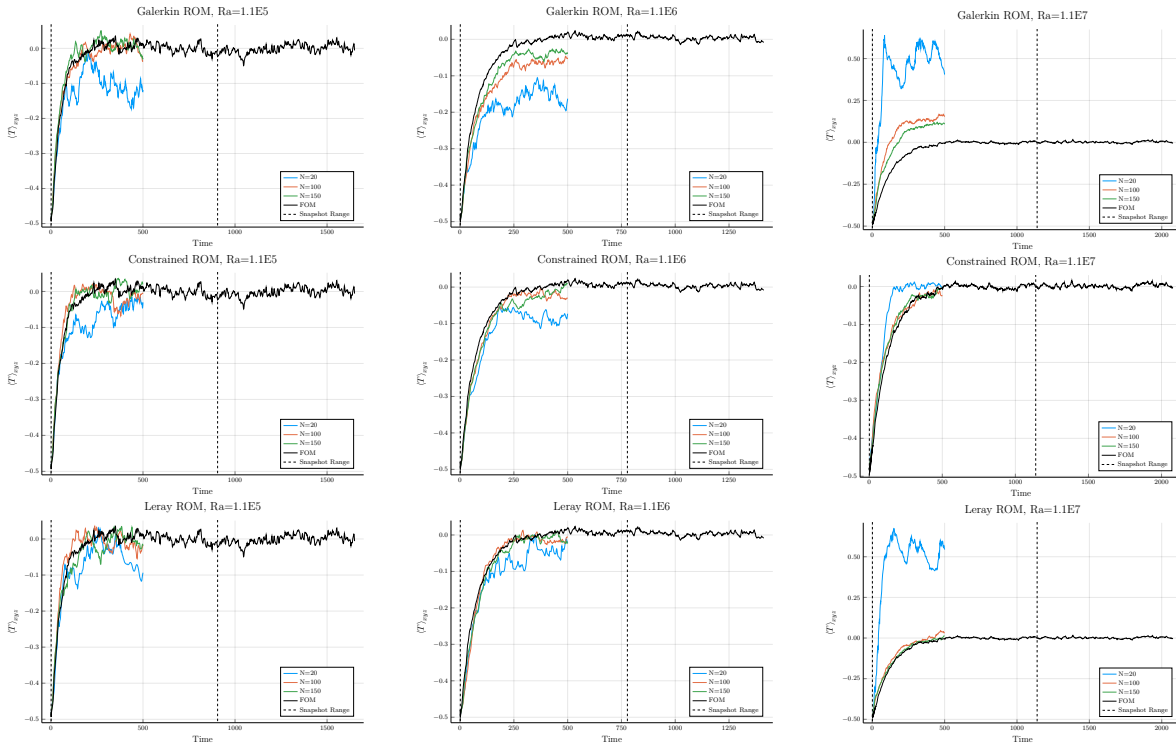 Galerkin ROM, Ra=1.1E5
0.0
−0.1
−0.2
−0.3
−0.4
−0.5
⟨T⟩xyz
N=20
N=100
N=150
FOM
Snapshot Range
0
500
1000
1500
Time
Galerkin ROM, Ra=1.1E6
0.0
−0.1
−0.2
−0.3
−0.4
−0.5
⟨T⟩xyz
N=20
N=100
N=150
FOM
Snapshot Range
0
250
500
750
1000
1250
Time
Galerkin ROM, Ra=1.1E7
0.50
0.25
0.00
−0.25
−0.50
⟨T⟩xyz
N=20
N=100
N=150
FOM
Snapshot Range
0
500
1000
1500
2000
Time
Constrained ROM, Ra=1.1E5
0.0
−0.1
−0.2
−0.3
−0.4
−0.5
⟨T⟩xyz
N=20
N=100
N=150
FOM
Snapshot Range
0
500
1000
1500
Time
Constrained ROM, Ra=1.1E6
0.0
−0.1
−0.2
−0.3
−0.4
−0.5
⟨T⟩xyz
N=20
N=100
N=150
FOM
Snapshot Range
0
250
500
750
1000
1250
Time
Constrained ROM, Ra=1.1E7
0.0
−0.1
−0.2
−0.3
−0.4
−0.5
⟨T⟩xyz
N=20
N=100
N=150
FOM
Snapshot Range
0
500
1000
1500
2000
Time
Leray ROM, Ra=1.1E5
0.0
−0.1
−0.2
−0.3
−0.4
−0.5
⟨T⟩xyz
N=20
N=100
N=150
FOM
Snapshot Range
0
500
1000
1500
Time
Leray ROM, Ra=1.1E6
0.0
−0.1
−0.2
−0.3
−0.4
−0.5
⟨T⟩xyz
N=20
N=100
N=150
FOM
Snapshot Range
0
250
500
750
1000
1250
Time
Leray ROM, Ra=1.1E7
0.50
0.25
0.00
−0.25
−0.50
⟨T⟩xyz
N=20
N=100
N=150
FOM
Snapshot Range
0
500
1000
1500
2000
Time